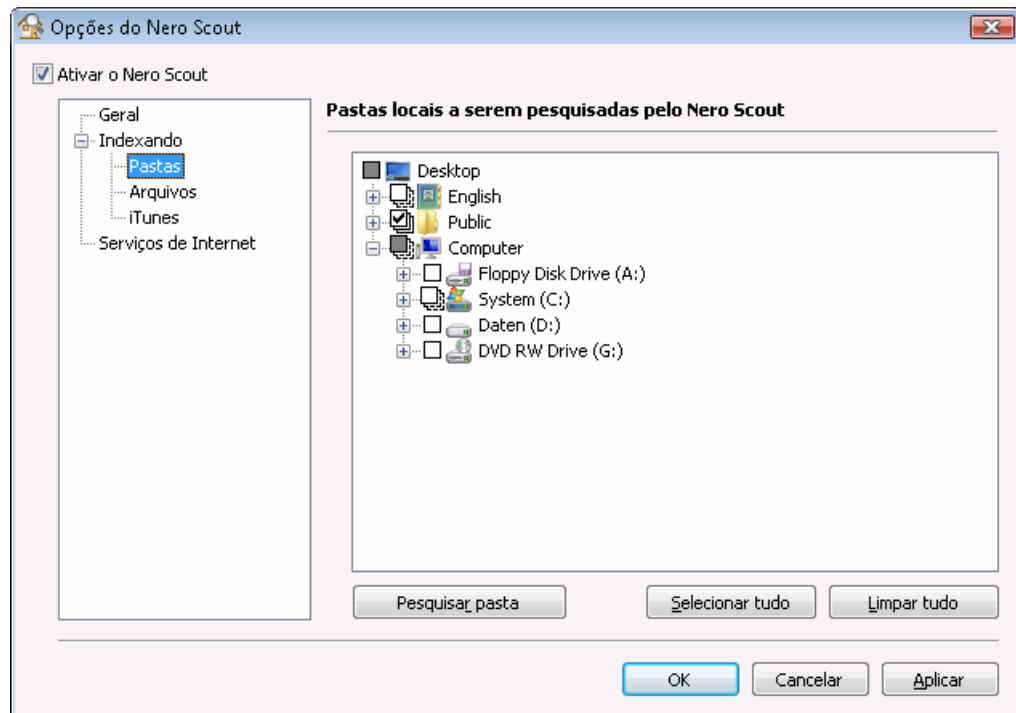 Opções do Nero Scout
Ativar o Nero Scout
Geral
Indexando
Pastas
Arquivos
iTunes
Serviços de Internet
Pastas locais a serem pesquisadas pelo Nero Scout
Desktop
English
Public
Computer
Floppy Disk Drive (A:)
System (C:)
Daten (D:)
DVD RW Drive (G:)
Pesquisar pasta
Selecionar tudo
Limpar tudo
OK
Cancelar
Aplicar